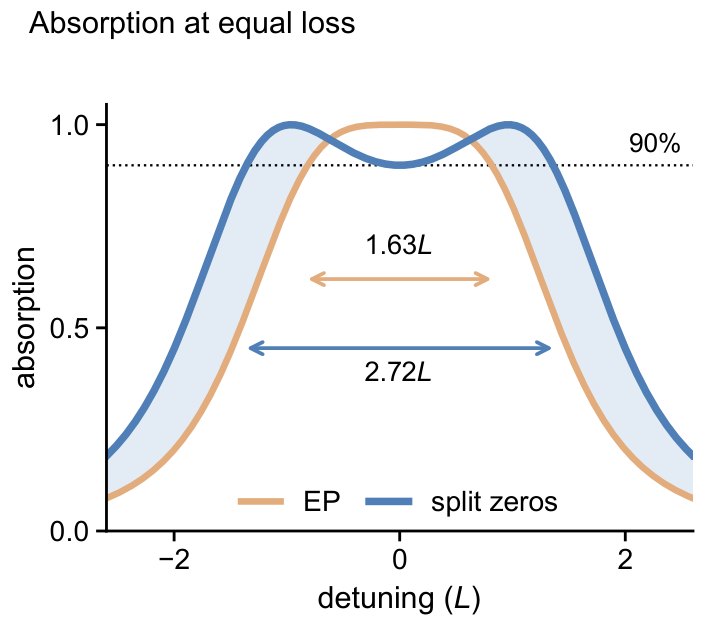 Absorption at equal loss
1.0
90%
1.63L
absorption
0.5
2.72L
EP
split zeros
0.0
−2
0
2
detuning (L)